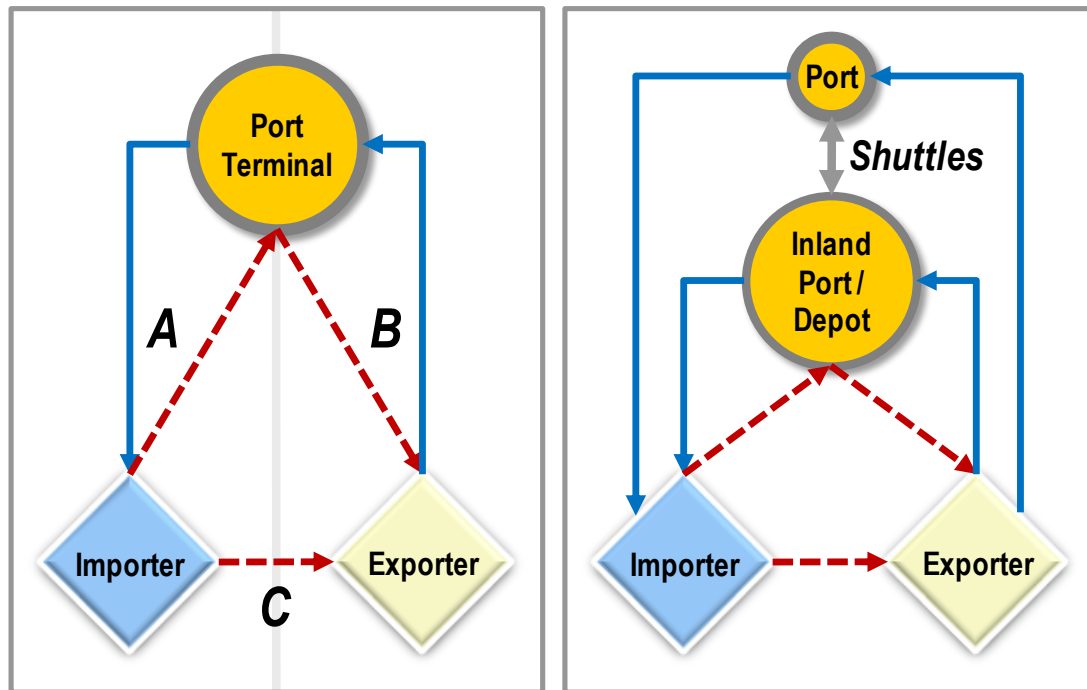 Port
Terminal
A
B
Importer
Exporter
C
Port
Shuttles
Inland
Port /
Depot
Importer
Exporter